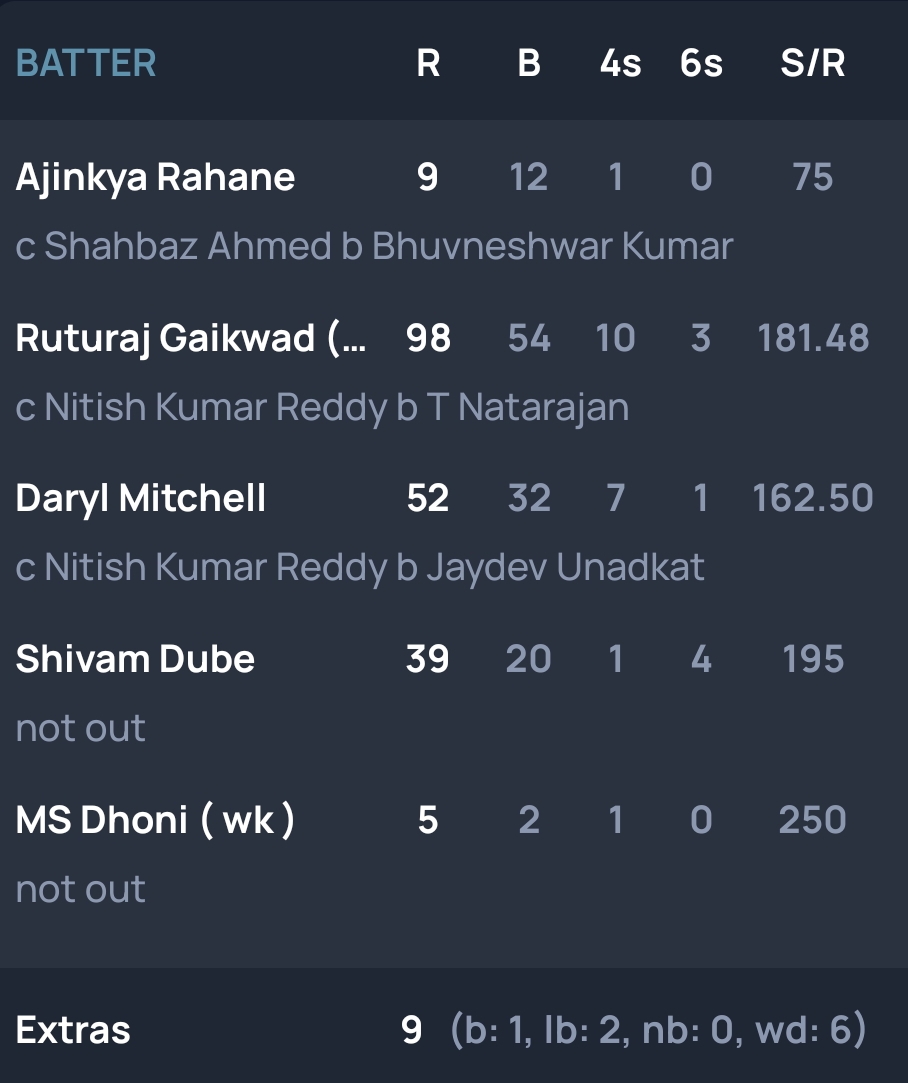 BATTER R B 4s 6s S/R
Ajinkya Rahane 9 12 1 0 75
c Shahbaz Ahmed b Bhuvneshwar Kumar
Ruturaj Gaikwad (... 98 54 10 3 181.48
c Nitish Kumar Reddy b T Natarajan
Daryl Mitchell 52 32 7 1 162.50
c Nitish Kumar Reddy b Jaydev Unadkat
Shivam Dube 39 20 1 4 195
not out
MS Dhoni ( wk ) 5 2 1 0 250
not out
Extras 9 (b: 1, lb: 2, nb: 0, wd: 6)